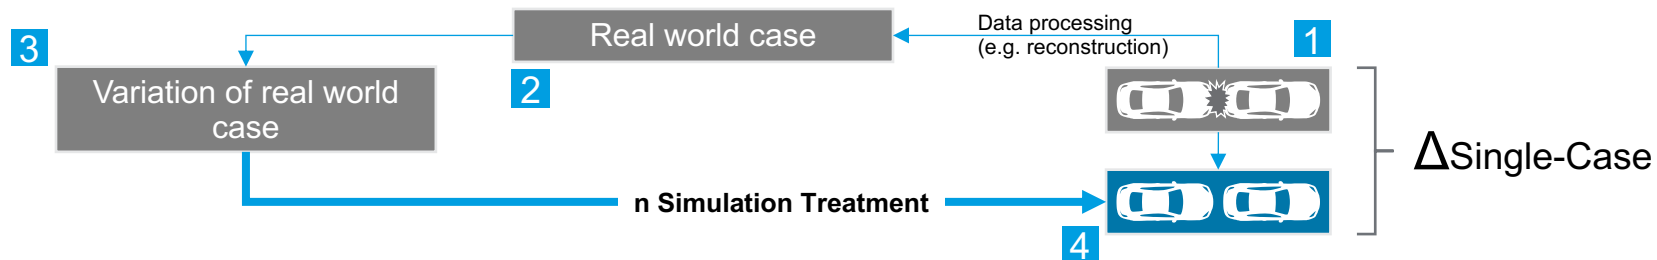 3
Real world case
2
Data processing
(e.g. reconstruction)
1
Variation of real world
case
ΔSingle-Case
n Simulation Treatment
4